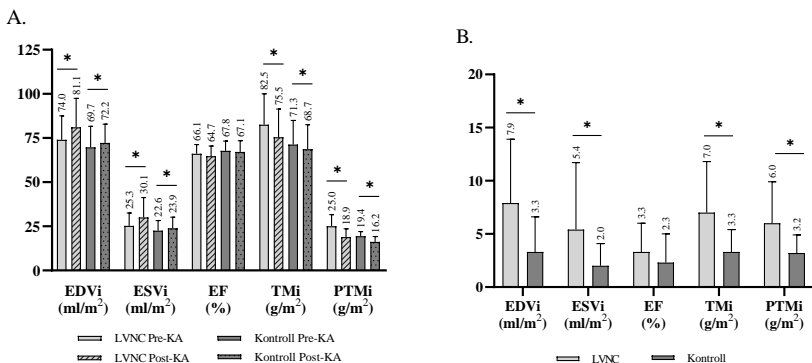 A.
125
100
75
50
25
0
* * * * * * * *
74.0 81.1 69.7 72.2
25.3 30.1 22.6 23.9
66.1 64.7 67.8 67.1
82.5 75.5 71.3 68.7
25.0 18.9 19.4 16.2
EDVi ESVi EF TMi PTMi
(ml/m²) (ml/m²) (%) (g/m²) (g/m²)
LVNC Pre-KA Kontroll Pre-KA
LVNC Post-KA Kontroll Post-KA
B.
20
15
10
5
0
* * * *
7.9 3.3
5.4 2.0
3.3 2.3
7.0 3.3
6.0 3.2
EDVi ESVi EF TMi PTMi
(ml/m²) (ml/m²) (%) (g/m²) (g/m²)
LVNC Kontroll